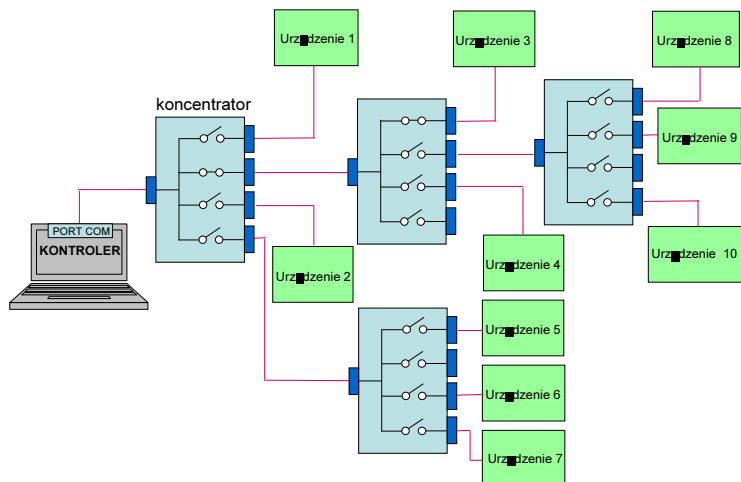 Urz■dzenie 1
Urz■dzenie 3
Urz■dzenie 8
koncentrator
Urz■dzenie 9
PORT COM
KONTROLER
Urz■dzenie 2
Urz■dzenie 4
Urz■dzenie 10
Urz■dzenie 5
Urz■dzenie 6
Urz■dzenie 7